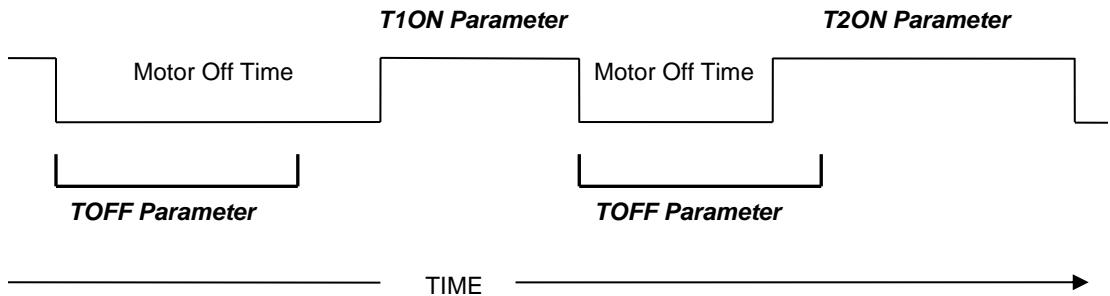 T1ON Parameter
T2ON Parameter
Motor Off Time
Motor Off Time
TOFF Parameter
TOFF Parameter
TIME